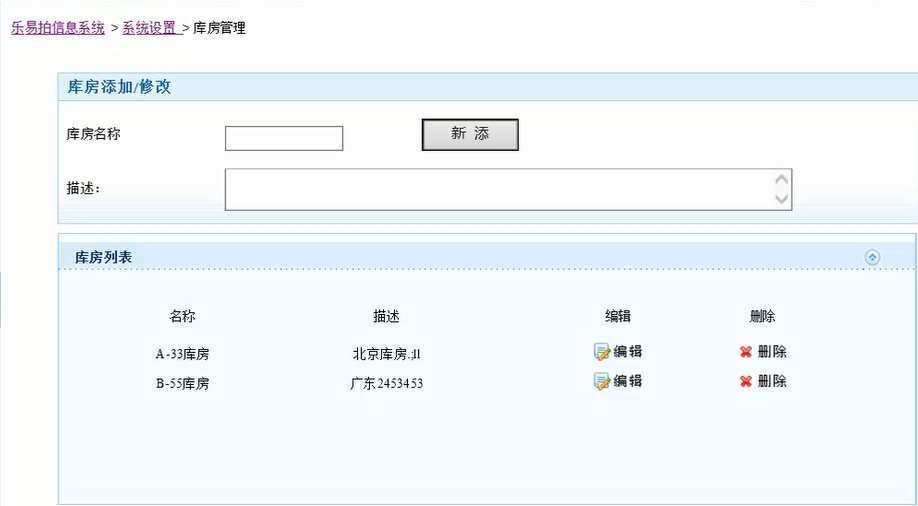 乐易拍信息系统 > 系统设置 > 库房管理
库房添加/修改
库房名称 新 添
描述：
库房列表
名称 描述 编辑 删除
A-33库房 北京库房.jl1 编辑 删除
B-55库房 广东2453453 编辑 删除